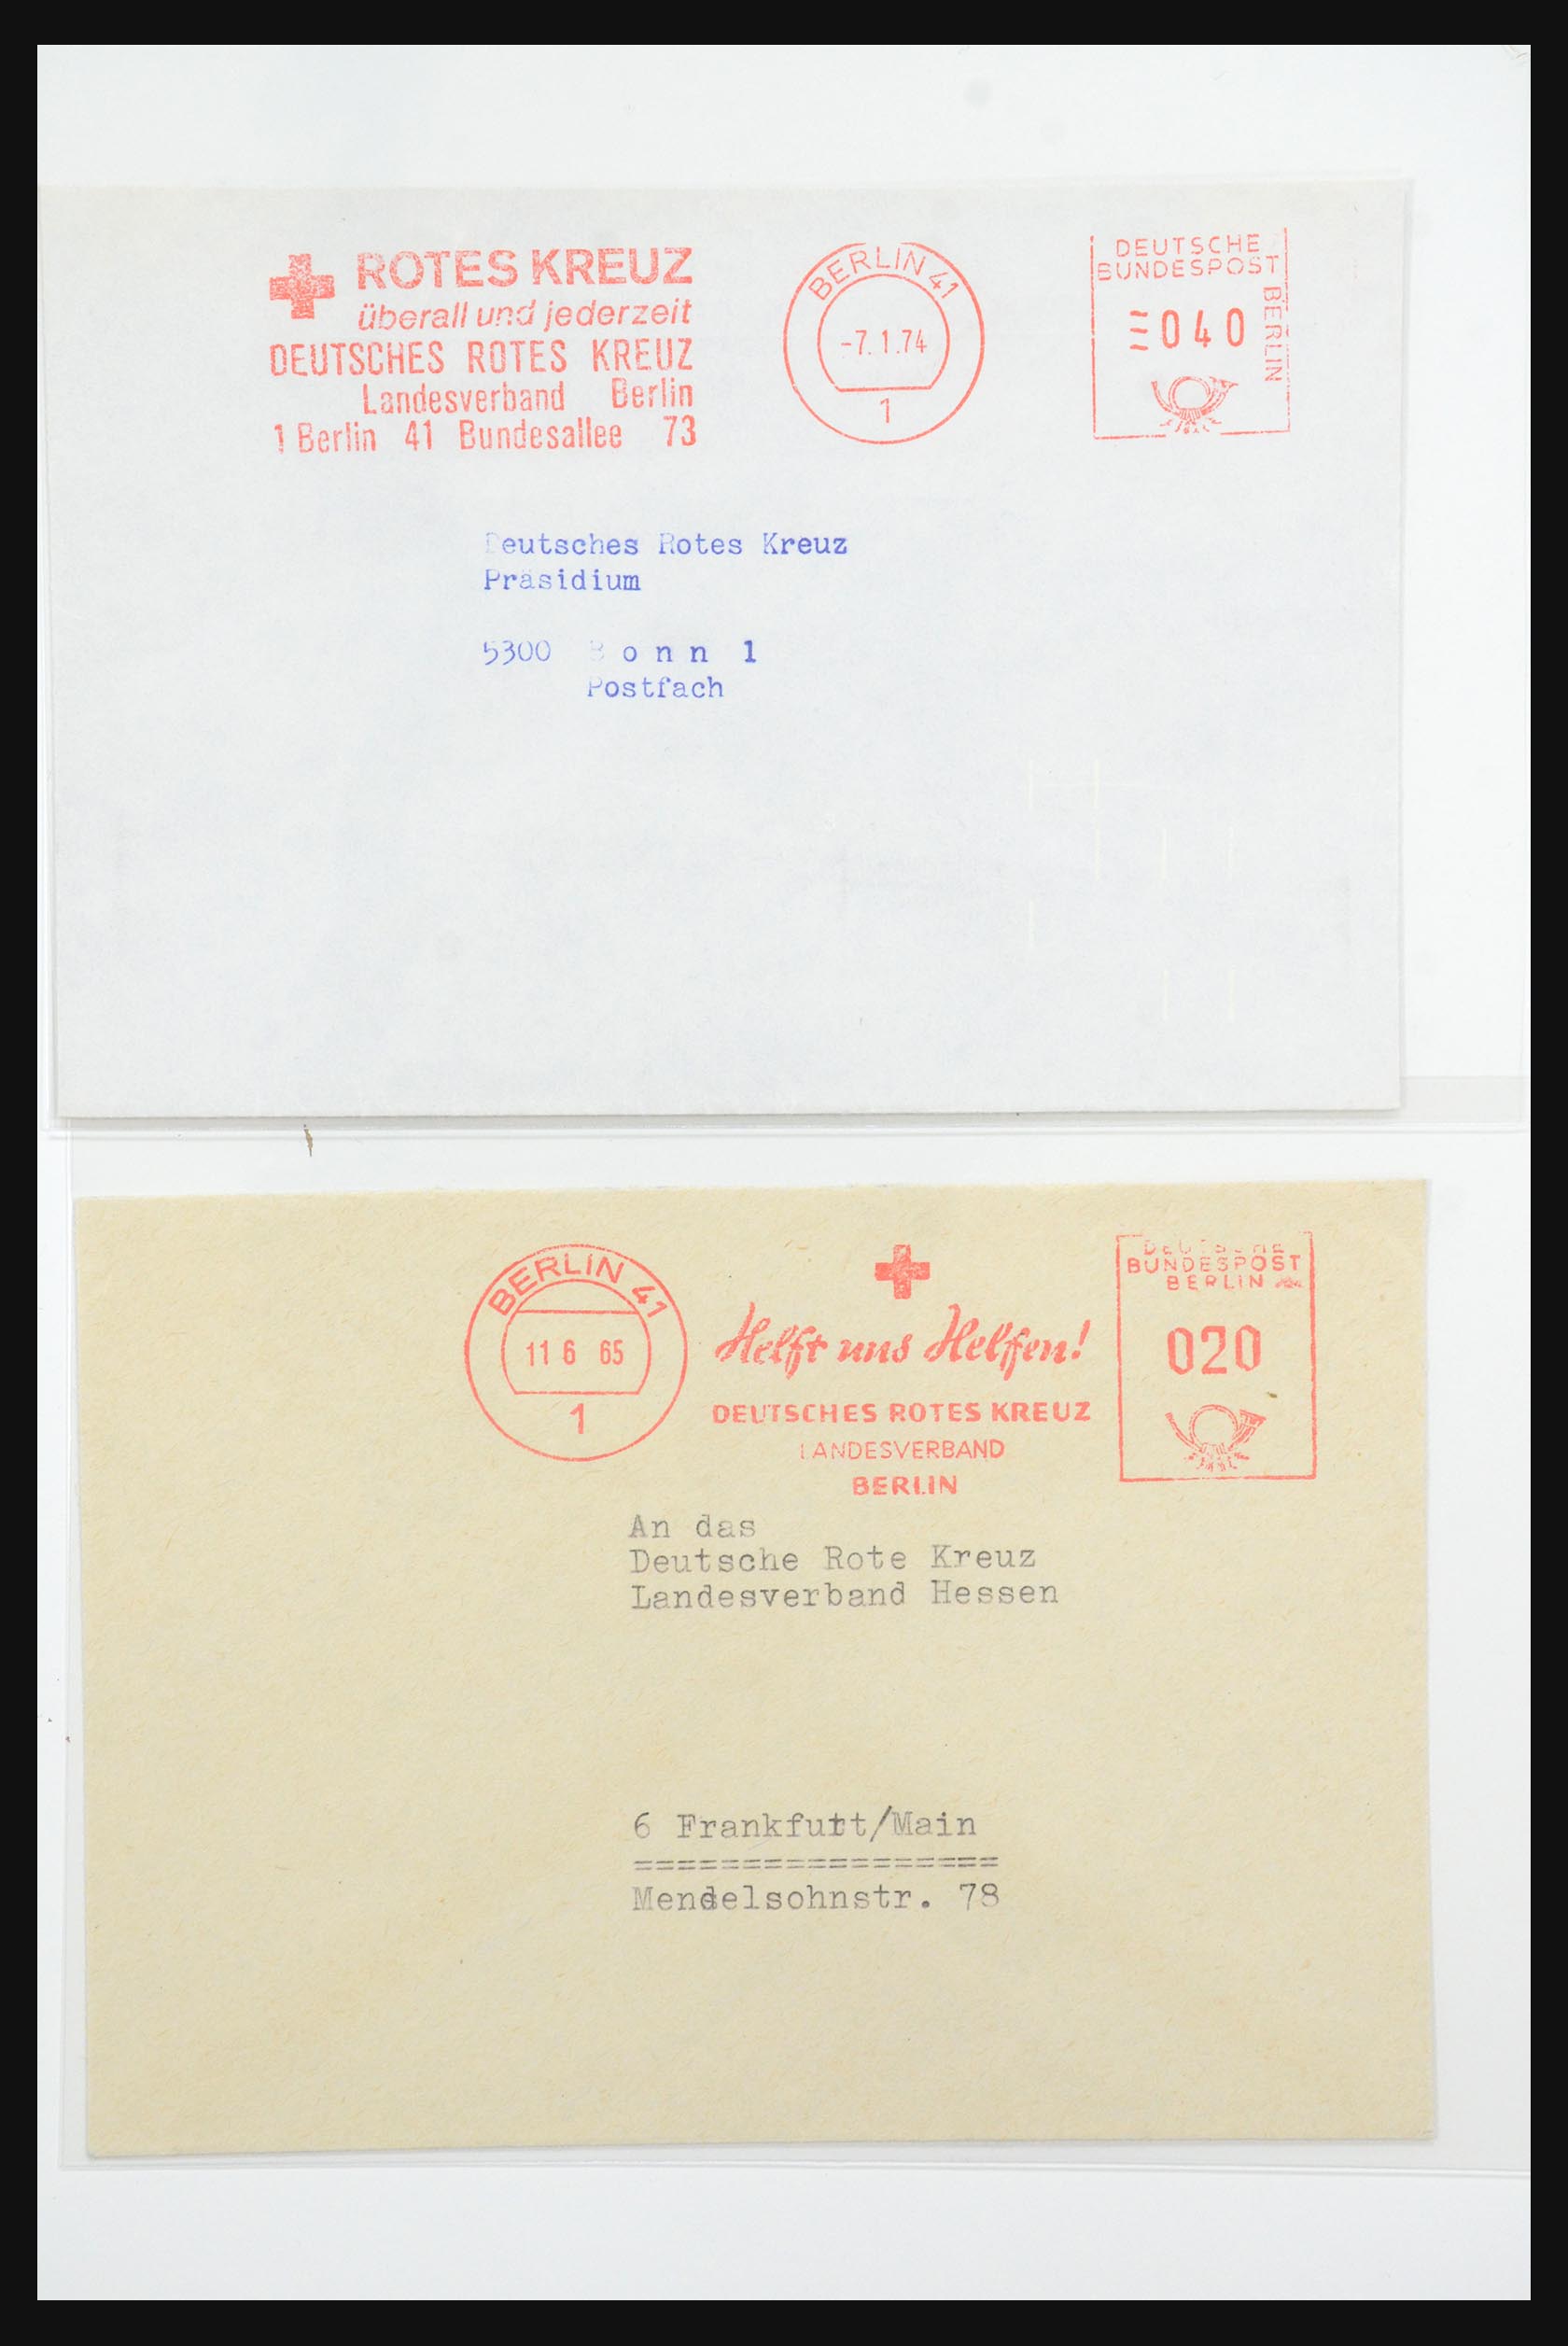 ROTES KREUZ
überall und jederzeit
DEUTSCHES ROTES KREUZ
Landesverband Berlin
1 Berlin 41 Bundesallee 73
BERLIN 41
-7. 1.74
1
DEUTSCHE
BUNDESPOST
BERLIN
040
Deutsches Rotes Kreuz
Präsidium
5300 B o n n 1
Postfach
BERLIN 41
11 6 65
1
Helft uns Helfen!
DEUTSCHES ROTES KREUZ
LANDESVERBAND
BERLIN
DEUTSCHE
BUNDESPOST
BERLIN
020
An das
Deutsche Rote Kreuz
Landesverband Hessen
6 Frankfurt/Main
=================
Mendelsohnstr. 78